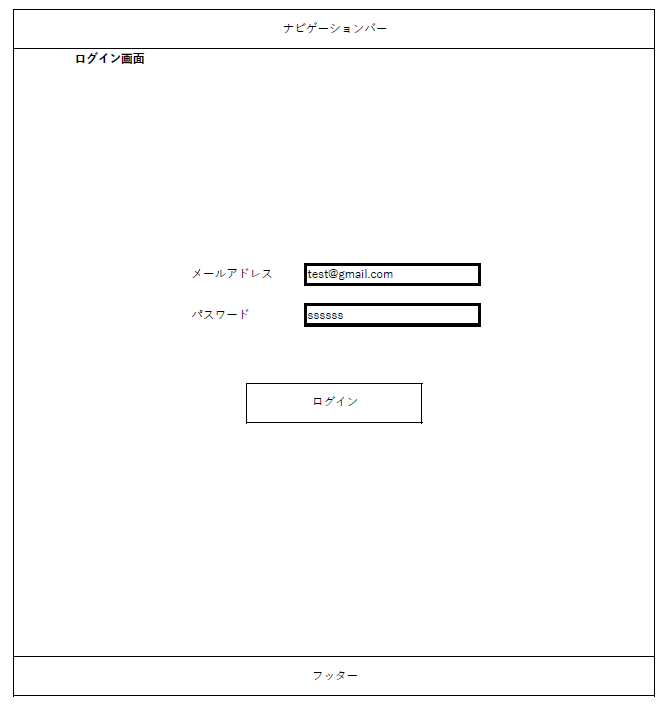 ナビゲーションバー
ログイン画面
メールアドレス test@gmail.com
パスワード ssssss
ログイン
フッター